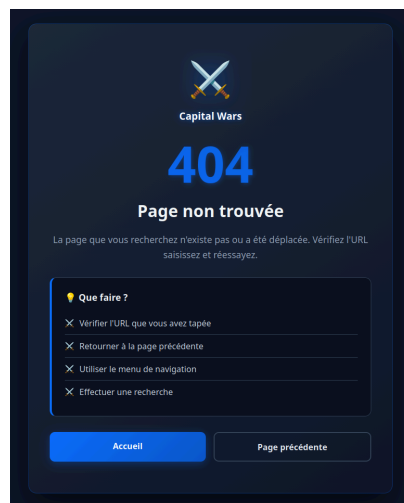 Capital Wars
404
Page non trouvée
La page que vous recherchez n'existe pas ou a été déplacée. Vérifiez l'URL
saisissez et réessayez.
Que faire ?
Vérifier l'URL que vous avez tapée
Retourner à la page précédente
Utiliser le menu de navigation
Effectuer une recherche
Accueil
Page précédente